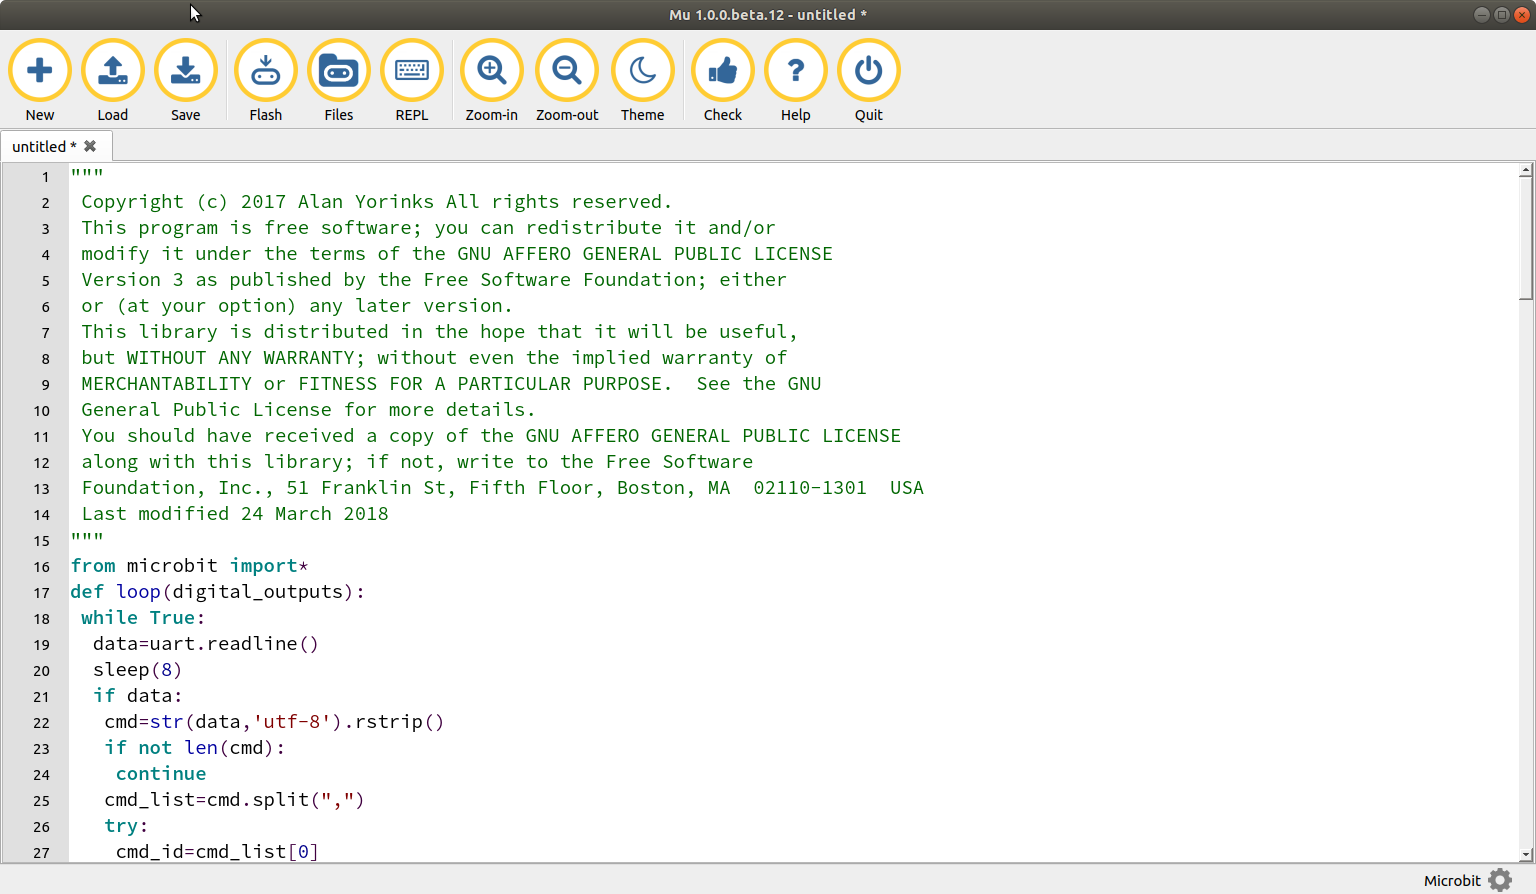 Mu 1.0.0.beta.12 - untitled *
New Load Save Flash Files REPL Zoom-in Zoom-out Theme Check Help Quit
untitled *
1 """
2 Copyright (c) 2017 Alan Yorinks All rights reserved.
3 This program is free software; you can redistribute it and/or
4 modify it under the terms of the GNU AFFERO GENERAL PUBLIC LICENSE
5 Version 3 as published by the Free Software Foundation; either
6 or (at your option) any later version.
7 This library is distributed in the hope that it will be useful,
8 but WITHOUT ANY WARRANTY; without even the implied warranty of
9 MERCHANTABILITY or FITNESS FOR A PARTICULAR PURPOSE.  See the GNU
10 General Public License for more details.
11 You should have received a copy of the GNU AFFERO GENERAL PUBLIC LICENSE
12 along with this library; if not, write to the Free Software
13 Foundation, Inc., 51 Franklin St, Fifth Floor, Boston, MA  02110-1301  USA
14 Last modified 24 March 2018
15 """
16 from microbit import*
17 def loop(digital_outputs):
18  while True:
19   data=uart.readline()
20   sleep(8)
21   if data:
22    cmd=str(data,'utf-8').rstrip()
23    if not len(cmd):
24     continue
25    cmd_list=cmd.split(",")
26    try:
27     cmd_id=cmd_list[0]
Microbit